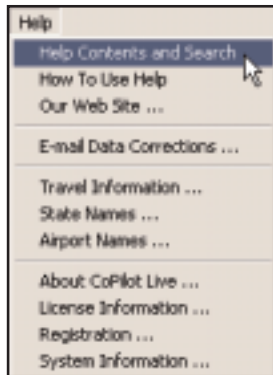 Help
Help Contents and Search
How To Use Help
Our Web Site ...
E-mail Data Corrections ...
Travel Information ...
State Names ...
Airport Names ...
About CoPilot Live ...
License Information ...
Registration ...
System Information ...